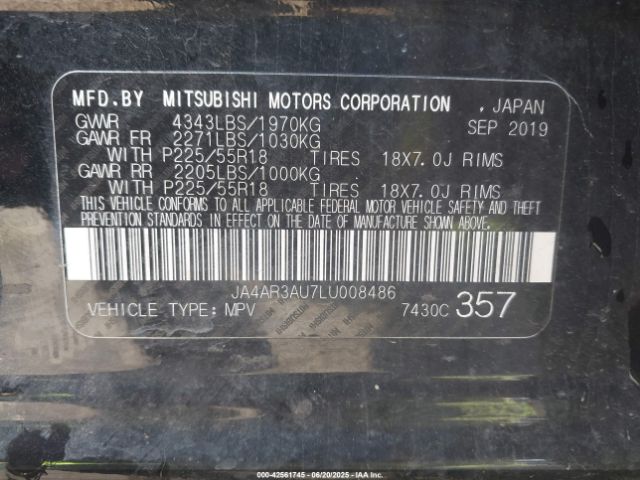 MFD.BY MITSUBISHI MOTORS CORPORATION , JAPAN
GVWR 4343LBS/1970KG SEP 2019
GAWR FR 2271LBS/1030KG
WITH P225/55R18 TIRES 18X7.0J RIMS
GAWR RR 2205LBS/1000KG
WITH P225/55R18 TIRES 18X7.0J RIMS
THIS VEHICLE CONFORMS TO ALL APPLICABLE FEDERAL MOTOR VEHICLE SAFETY AND THEFT
PREVENTION STANDARDS IN EFFECT ON THE DATE OF MANUFACTURE SHOWN ABOVE.
JA4AR3AU7LU008486
VEHICLE TYPE:MPV 7430C 357
000-42561745 - 06/20/2025 - IAA Inc.